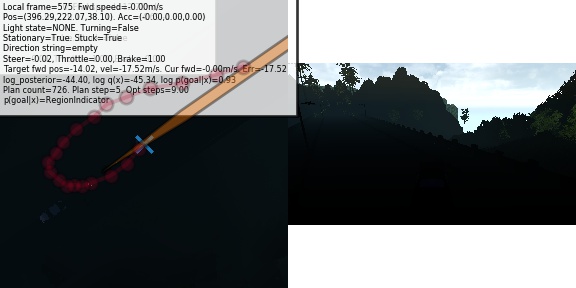 Local frame=575: Fwd speed=-0.00m/s
Pos=(396.29,222.07,38.10). Acc=(-0.00,0.00,0.00)
Light state=NONE. Turning=False
Stationary=True. Stuck=True
Direction string=empty
Steer=-0.02, Throttle=0.00, Brake=1.00
Target fwd pos=-14.02, vel=-17.52m/s. Cur fwd=-0.00m/s, Err=-17.52
log_posterior=-44.40, log q(x)=-45.34, log p(goal|x)=0.93
Plan count=726. Plan step=5, Opt steps=9.00
p(goal|x)=RegionIndicator